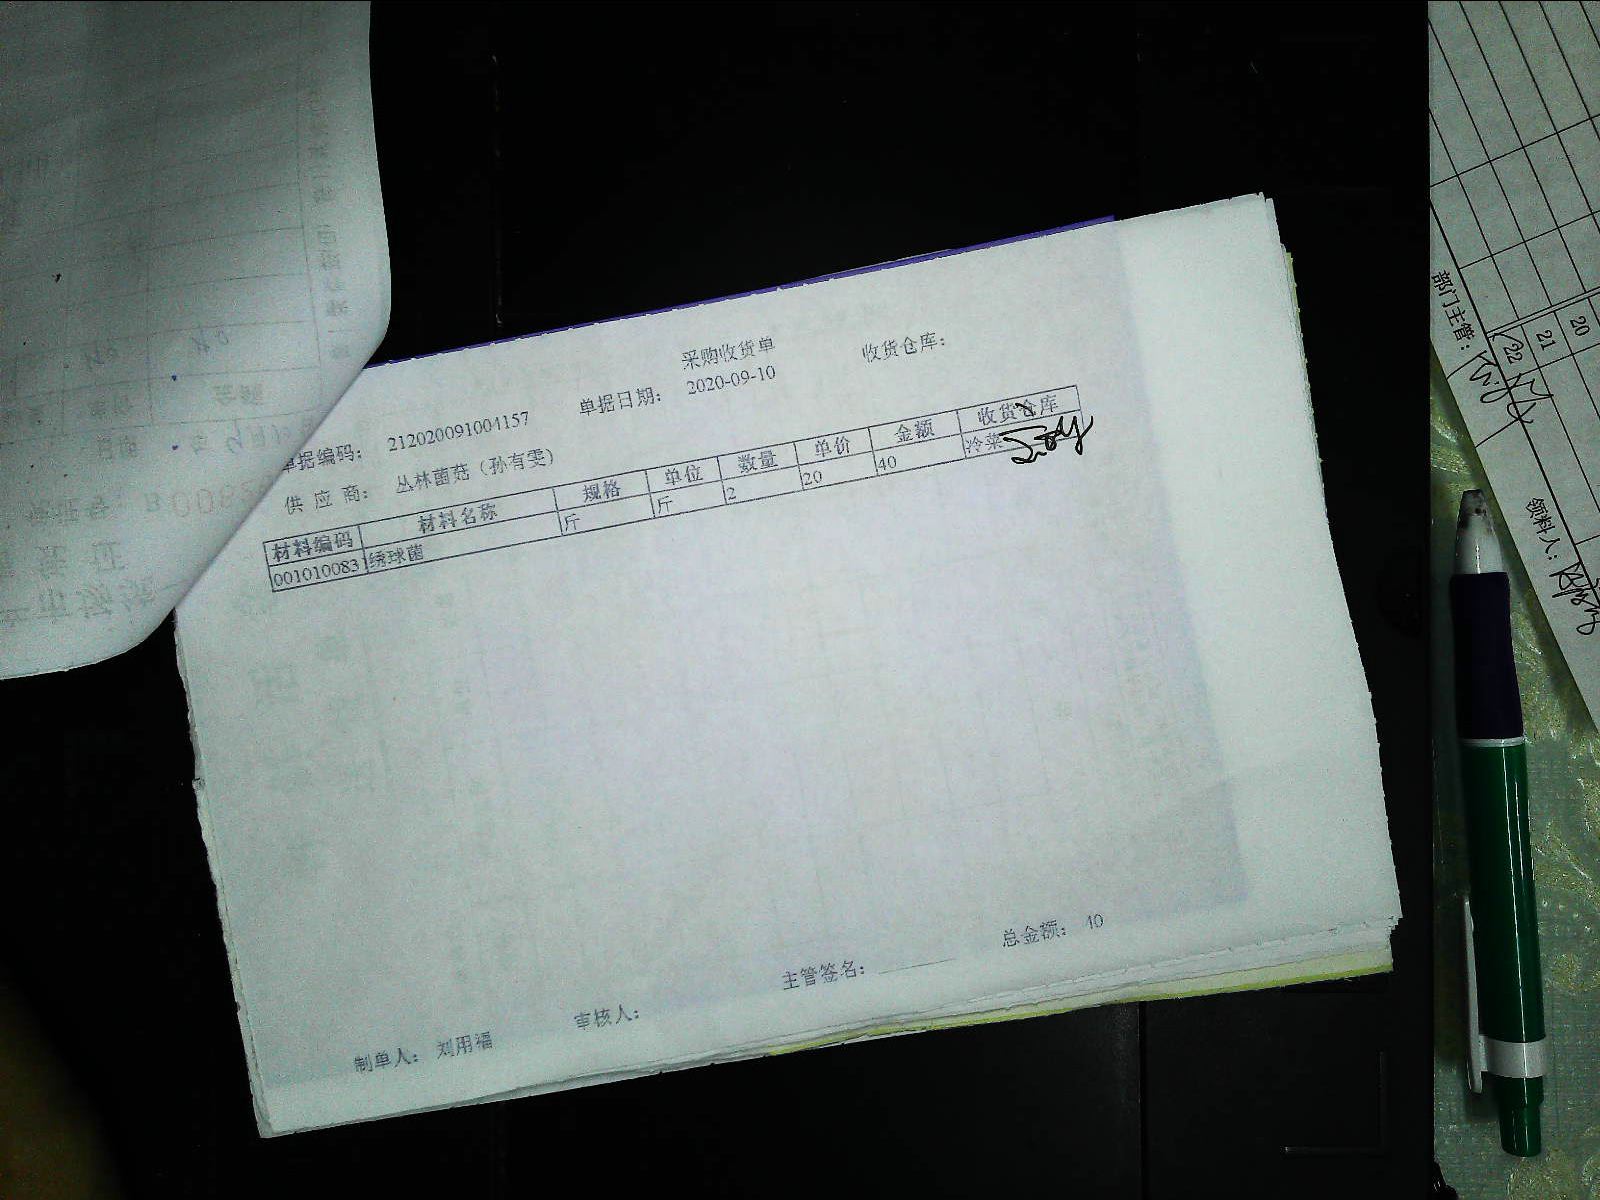 采购收货单
单据编码： 212020091004157 单据日期： 2020-09-10 收货仓库：
供 应 商： 丛林菌菇（孙有雯）
材料编码 材料名称 规格 单位 数量 单价 金额 收货仓库
001010083 绣球菌 斤 斤 2 20 40 冷菜
总金额： 40
制单人： 刘用福 审核人： 主管签名：
部门主管：
22 21 20
领料人：